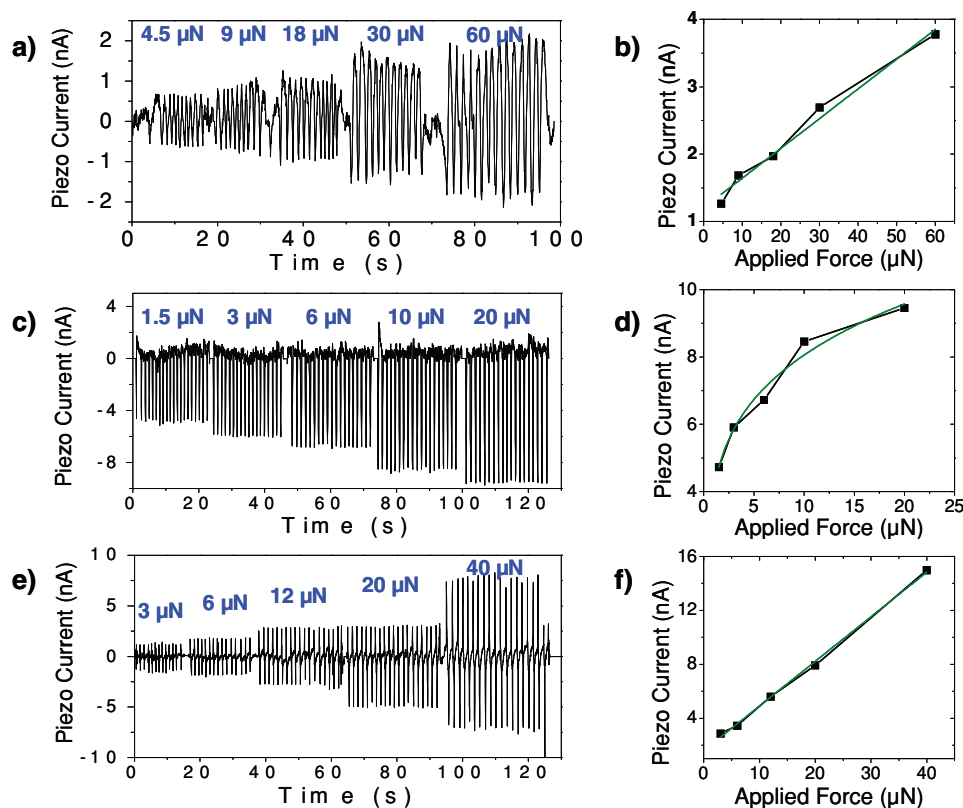 a)
4.5 µN 9 µN 18 µN 30 µN 60 µN
Piezo Current (nA)
2
1
0
-1
-2
0 20 40 60 80 100
Time (s)
b)
Piezo Current (nA)
4
3
2
1
0 10 20 30 40 50 60
Applied Force (µN)
c)
1.5 µN 3 µN 6 µN 10 µN 20 µN
Piezo Current (nA)
4
0
-4
-8
0 20 40 60 80 100 120
Time (s)
d)
Piezo Current (nA)
10
8
6
4
0 5 10 15 20 25
Applied Force (µN)
e)
3 µN 6 µN 12 µN 20 µN 40 µN
Piezo Current (nA)
10
5
0
-5
-10
0 20 40 60 80 100 120
Time (s)
f)
Piezo Current (nA)
16
12
8
4
0 10 20 30 40
Applied Force (µN)